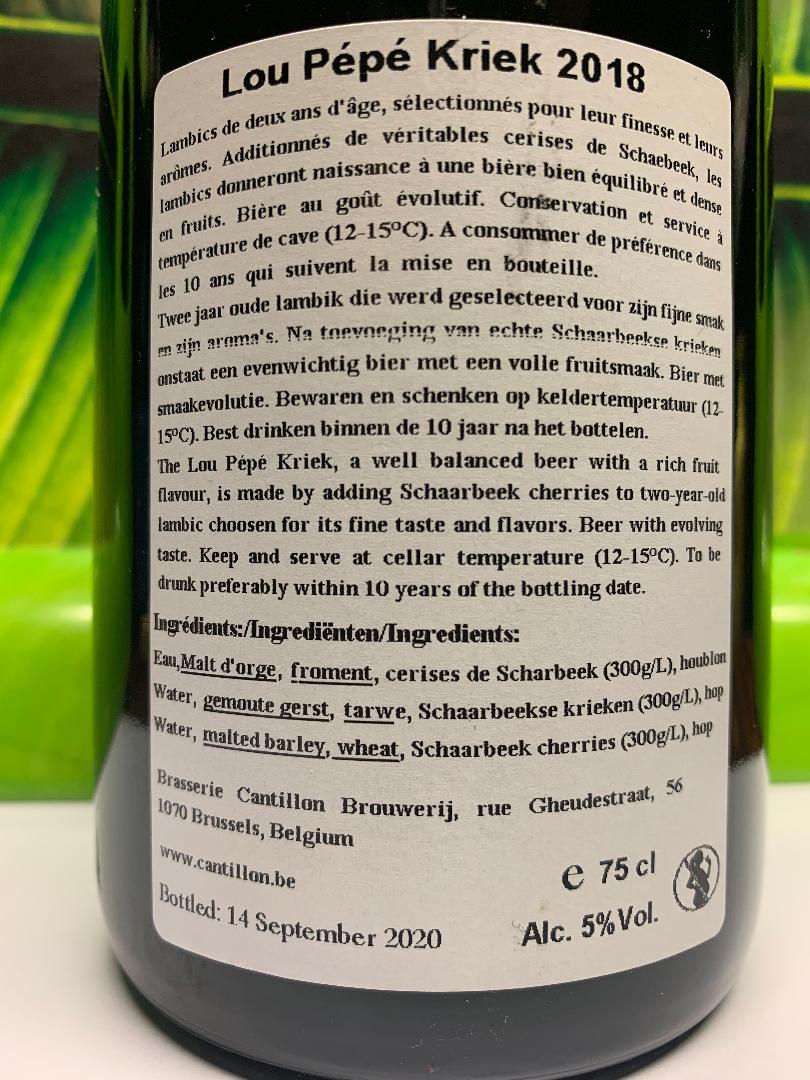 Lou Pépé Kriek 2018
Lambics de deux ans d'âge, sélectionnés pour leur finesse et leurs
arômes. Additionnés de véritables cerises de Schaebeek, les
lambics donneront naissance à une bière bien équilibré et dense
en fruits. Bière au goût évolutif. Conservation et service à
température de cave (12-15ºC). A consommer de préférence dans
les 10 ans qui suivent la mise en bouteille.
Twee jaar oude lambik die werd geselecteerd voor zijn fijne smak
en zijn aroma's. Na toevoeging van echte Schaarbeekse krieken
onstaat een evenwichtig bier met een volle fruitsmaak. Bier met
smaakevolutie. Bewaren en schenken op keldertemperatuur (12-
15ºC). Best drinken binnen de 10 jaar na het bottelen.
The Lou Pépé Kriek, a well balanced beer with a rich fruit
flavour, is made by adding Schaarbeek cherries to two-year-old
lambic choosen for its fine taste and flavors. Beer with evolving
taste. Keep and serve at cellar temperature (12-15ºC). To be
drunk preferably within 10 years of the bottling date.
Ingrédients:/Ingrediënten/Ingredients:
Eau,Malt d'orge, froment, cerises de Scharbeek (300g/L), houblon
Water, gemoute gerst, tarwe, Schaarbeekse krieken (300g/L), hop
Water, malted barley, wheat, Schaarbeek cherries (300g/L), hop
Brasserie Cantillon Brouwerij, rue Gheudestraat, 56
1070 Brussels, Belgium
www.cantillon.be
e 75 cl
Bottled: 14 September 2020
Alc. 5%Vol.